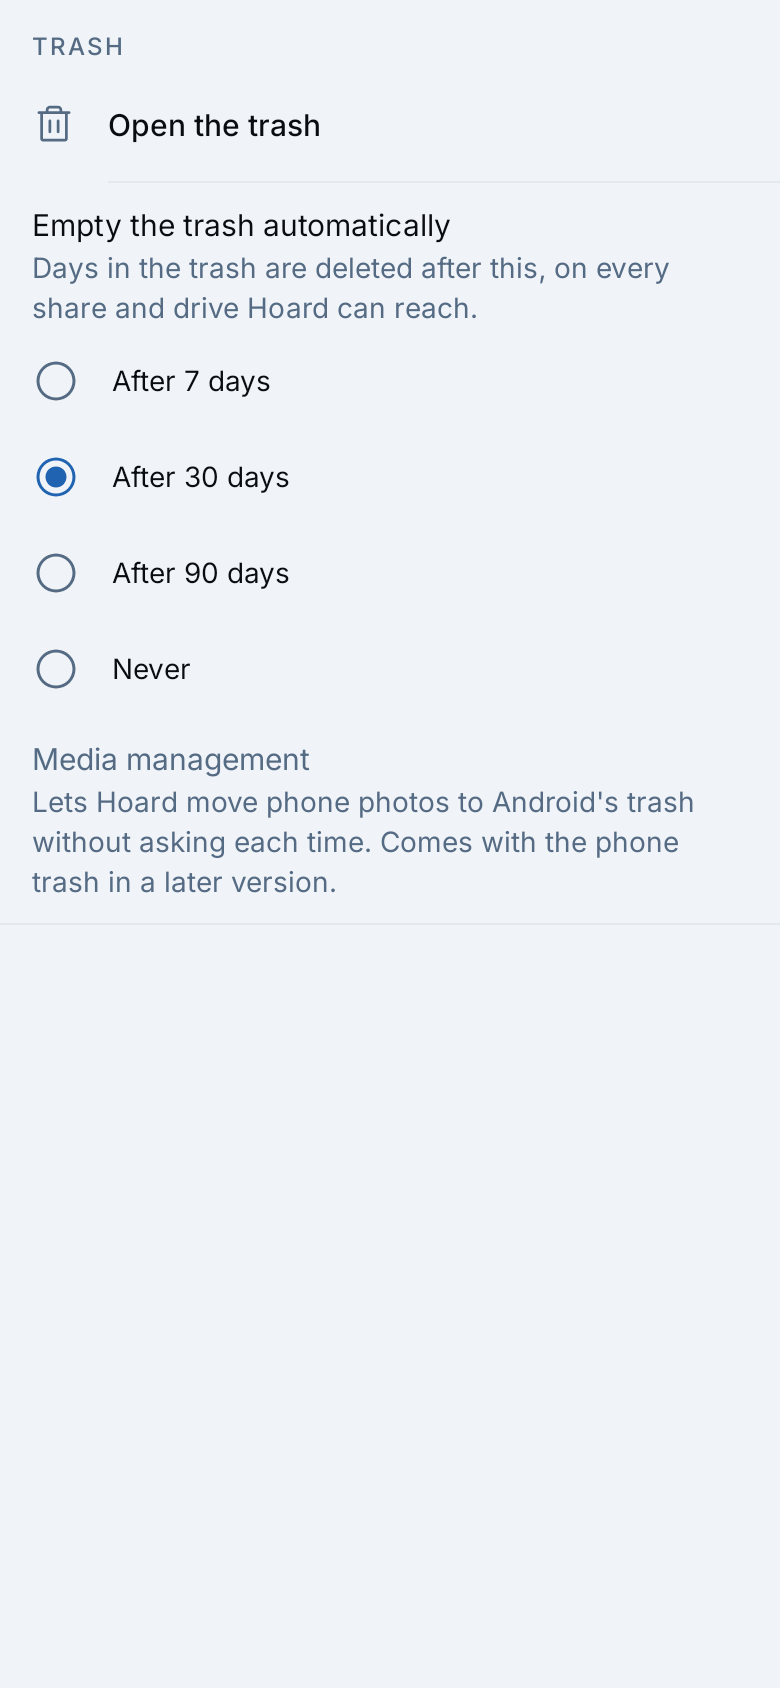 TRASH
Open the trash
Empty the trash automatically
Days in the trash are deleted after this, on every
share and drive Hoard can reach.
After 7 days
After 30 days
After 90 days
Never
Media management
Lets Hoard move phone photos to Android's trash
without asking each time. Comes with the phone
trash in a later version.